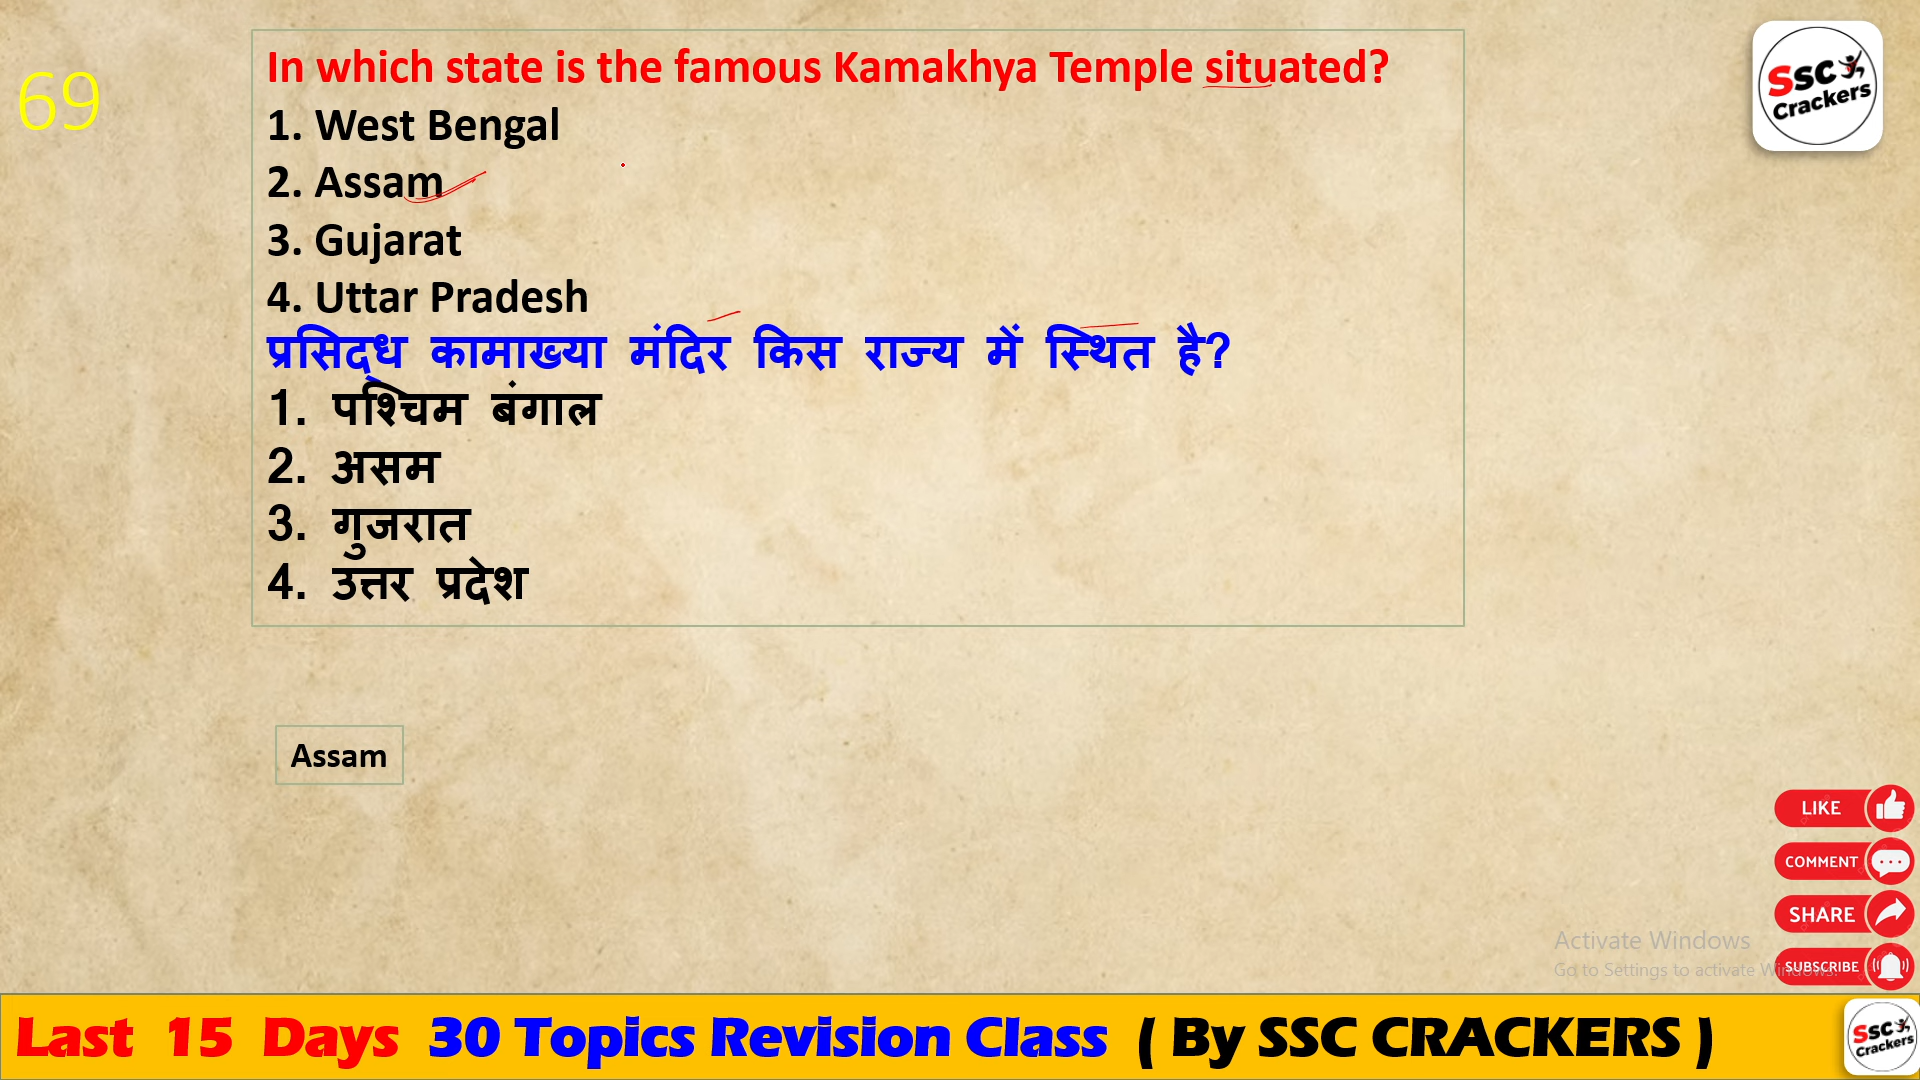 69
In which state is the famous Kamakhya Temple situated?
1. West Bengal
2. Assam
3. Gujarat
4. Uttar Pradesh
प्रसिद्ध कामाख्या मंदिर किस राज्य में स्थित है?
1. पश्चिम बंगाल
2. असम
3. गुजरात
4. उत्तर प्रदेश
Assam
SSC
Crackers
LIKE
COMMENT
SHARE
SUBSCRIBE
Activate Windows
Go to Settings to activate Windows.
Last 15 Days 30 Topics Revision Class ( By SSC CRACKERS )
SSC
Crackers